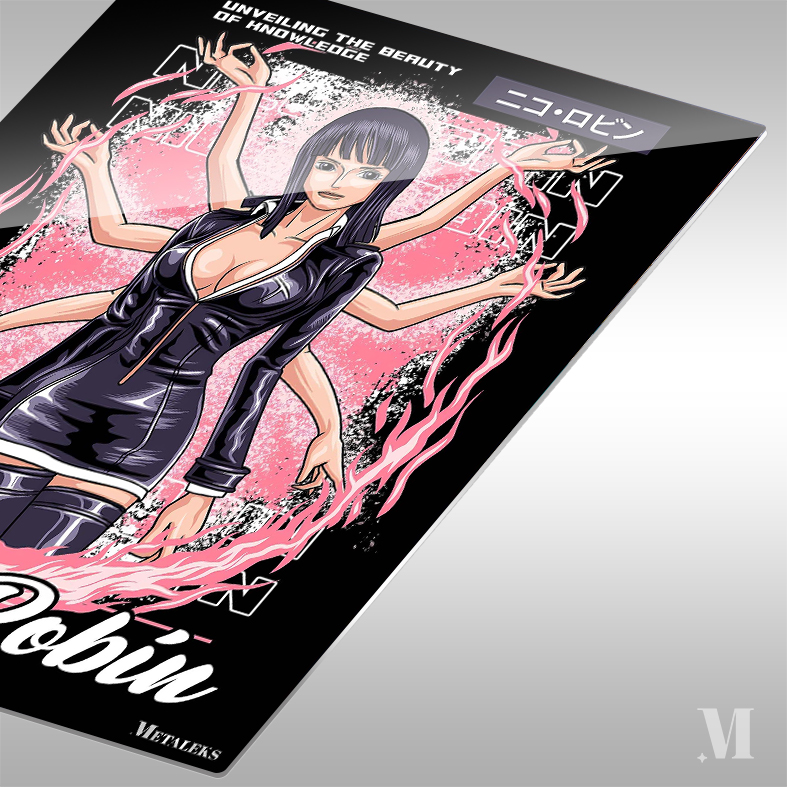 UNVEILING THE BEAUTY
OF KNOWLEDGE
ニコ・ロビン
Robin
METALEKS
M